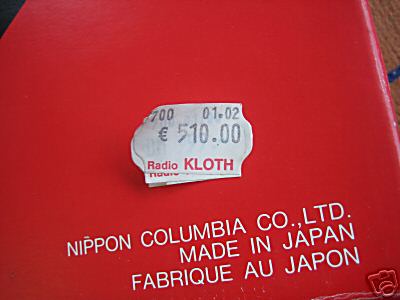 700 01.02
€ 510.00
Radio KLOTH
NIPPON COLUMBIA CO.,LTD.
MADE IN JAPAN
FABRIQUE AU JAPON